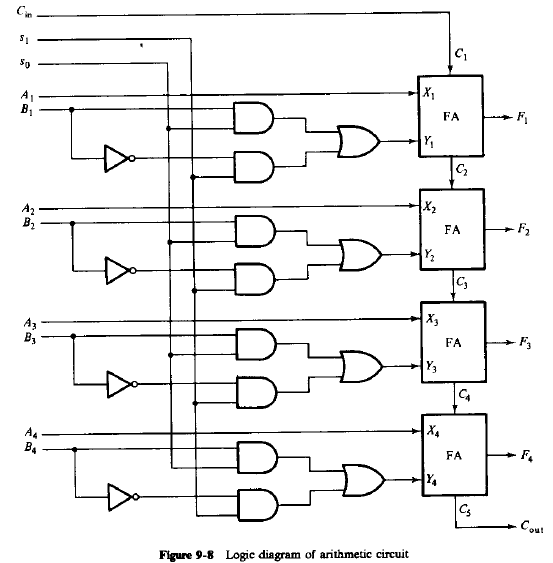 C_in
s_1
s_0
C_1
A_1
B_1
X_1
FA
F_1
Y_1
C_2
A_2
B_2
X_2
FA
F_2
Y_2
C_3
A_3
B_3
X_3
FA
F_3
Y_3
C_4
A_4
B_4
X_4
FA
F_4
Y_4
C_5
C_out
Figure 9-8 Logic diagram of arithmetic circuit